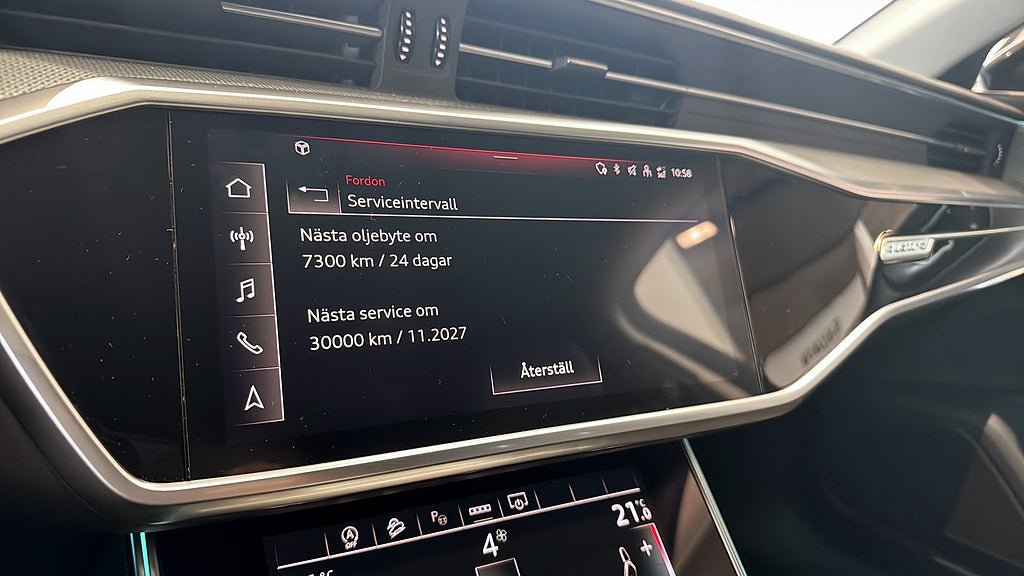 10:58
Fordon
Serviceintervall
Nästa oljebyte om
7300 km / 24 dagar
Nästa service om
30000 km / 11.2027
Återställ
OFF
4
21°C
+